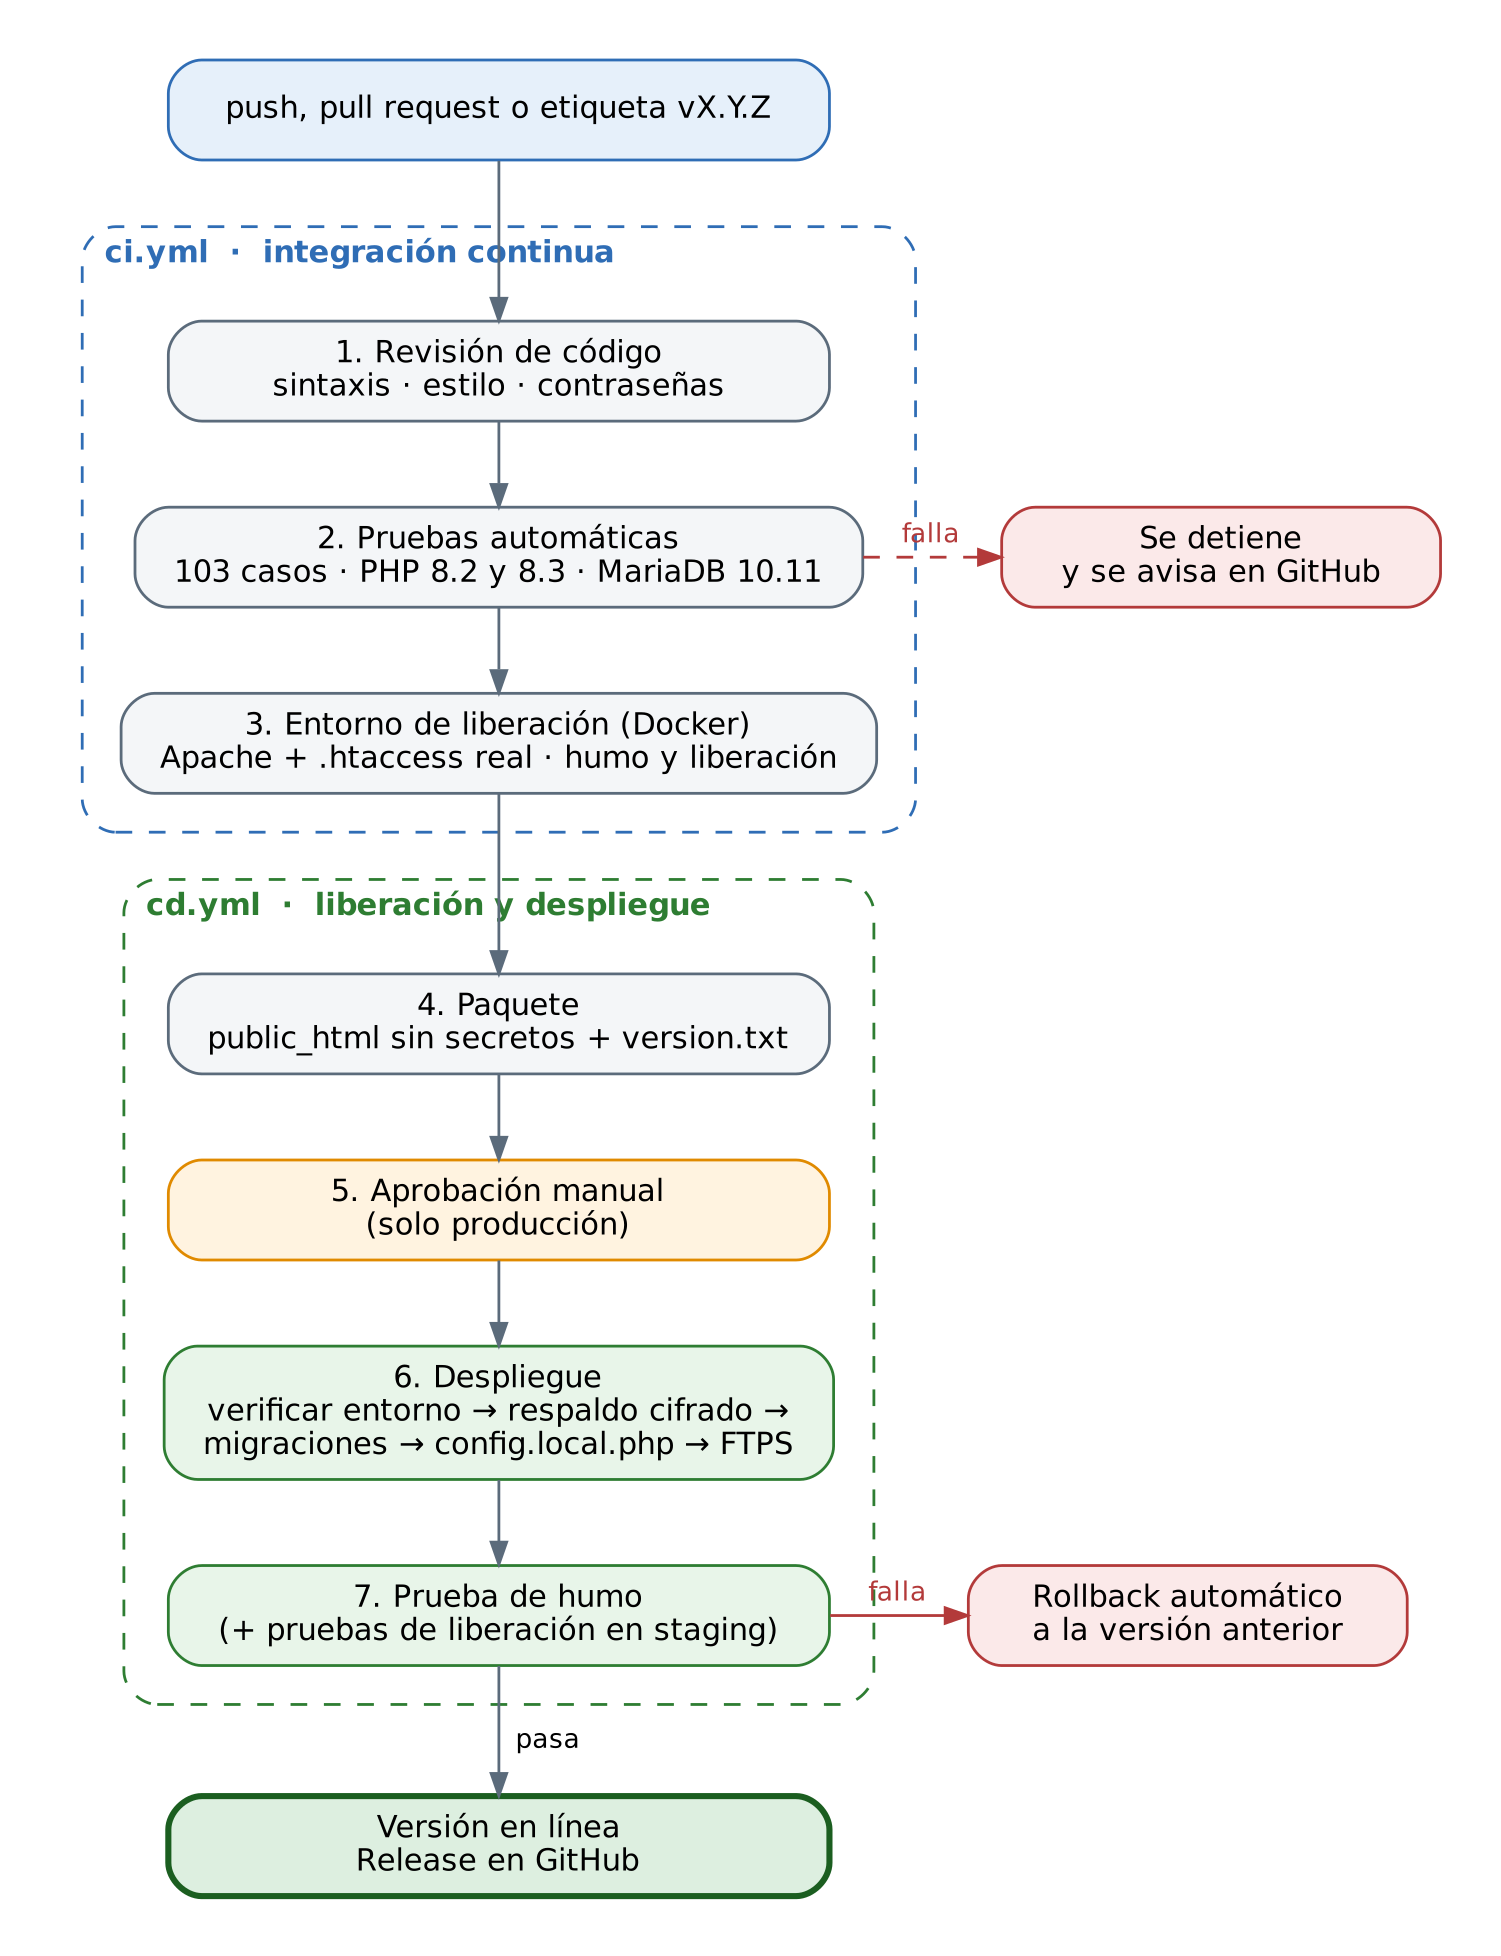 push, pull request o etiqueta vX.Y.Z
ci.yml · integración continua
1. Revisión de código
sintaxis · estilo · contraseñas
2. Pruebas automáticas
103 casos · PHP 8.2 y 8.3 · MariaDB 10.11
falla
Se detiene
y se avisa en GitHub
3. Entorno de liberación (Docker)
Apache + .htaccess real · humo y liberación
cd.yml · liberación y despliegue
4. Paquete
public_html sin secretos + version.txt
5. Aprobación manual
(solo producción)
6. Despliegue
verificar entorno → respaldo cifrado →
migraciones → config.local.php → FTPS
7. Prueba de humo
(+ pruebas de liberación en staging)
falla
Rollback automático
a la versión anterior
pasa
Versión en línea
Release en GitHub